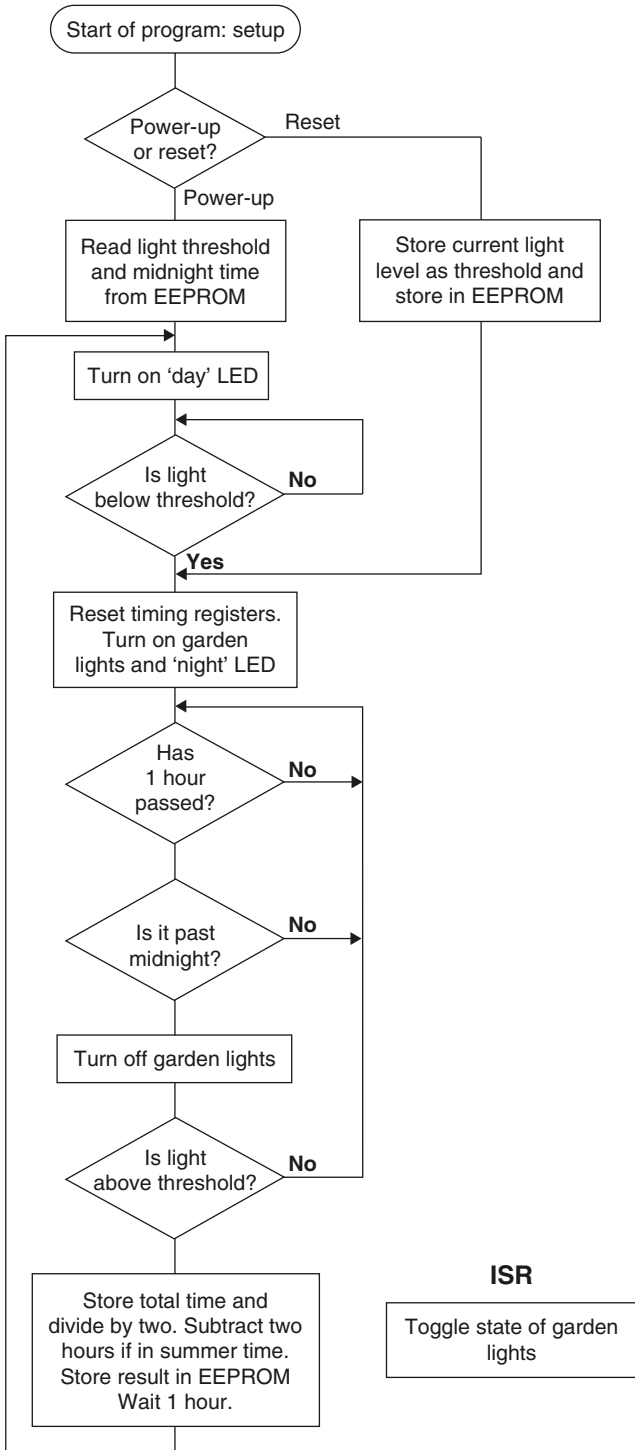 Start of program: setup
Power-up
or reset?
Reset
Power-up
Read light threshold
and midnight time
from EEPROM
Store current light
level as threshold and
store in EEPROM
Turn on ‘day’ LED
Is light
below threshold?
No
Yes
Reset timing registers.
Turn on garden
lights and ‘night’ LED
Has
1 hour
passed?
No
Is it past
midnight?
No
Turn off garden lights
Is light
above threshold?
No
Store total time and
divide by two. Subtract two
hours if in summer time.
Store result in EEPROM
Wait 1 hour.
ISR
Toggle state of garden
lights